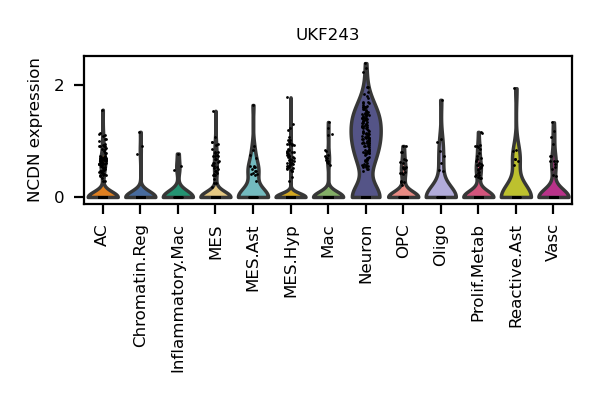 UKF243
NCDN expression
2
0
AC
Chromatin.Reg
Inflammatory.Mac
MES
MES.Ast
MES.Hyp
Mac
Neuron
OPC
Oligo
Prolif.Metab
Reactive.Ast
Vasc